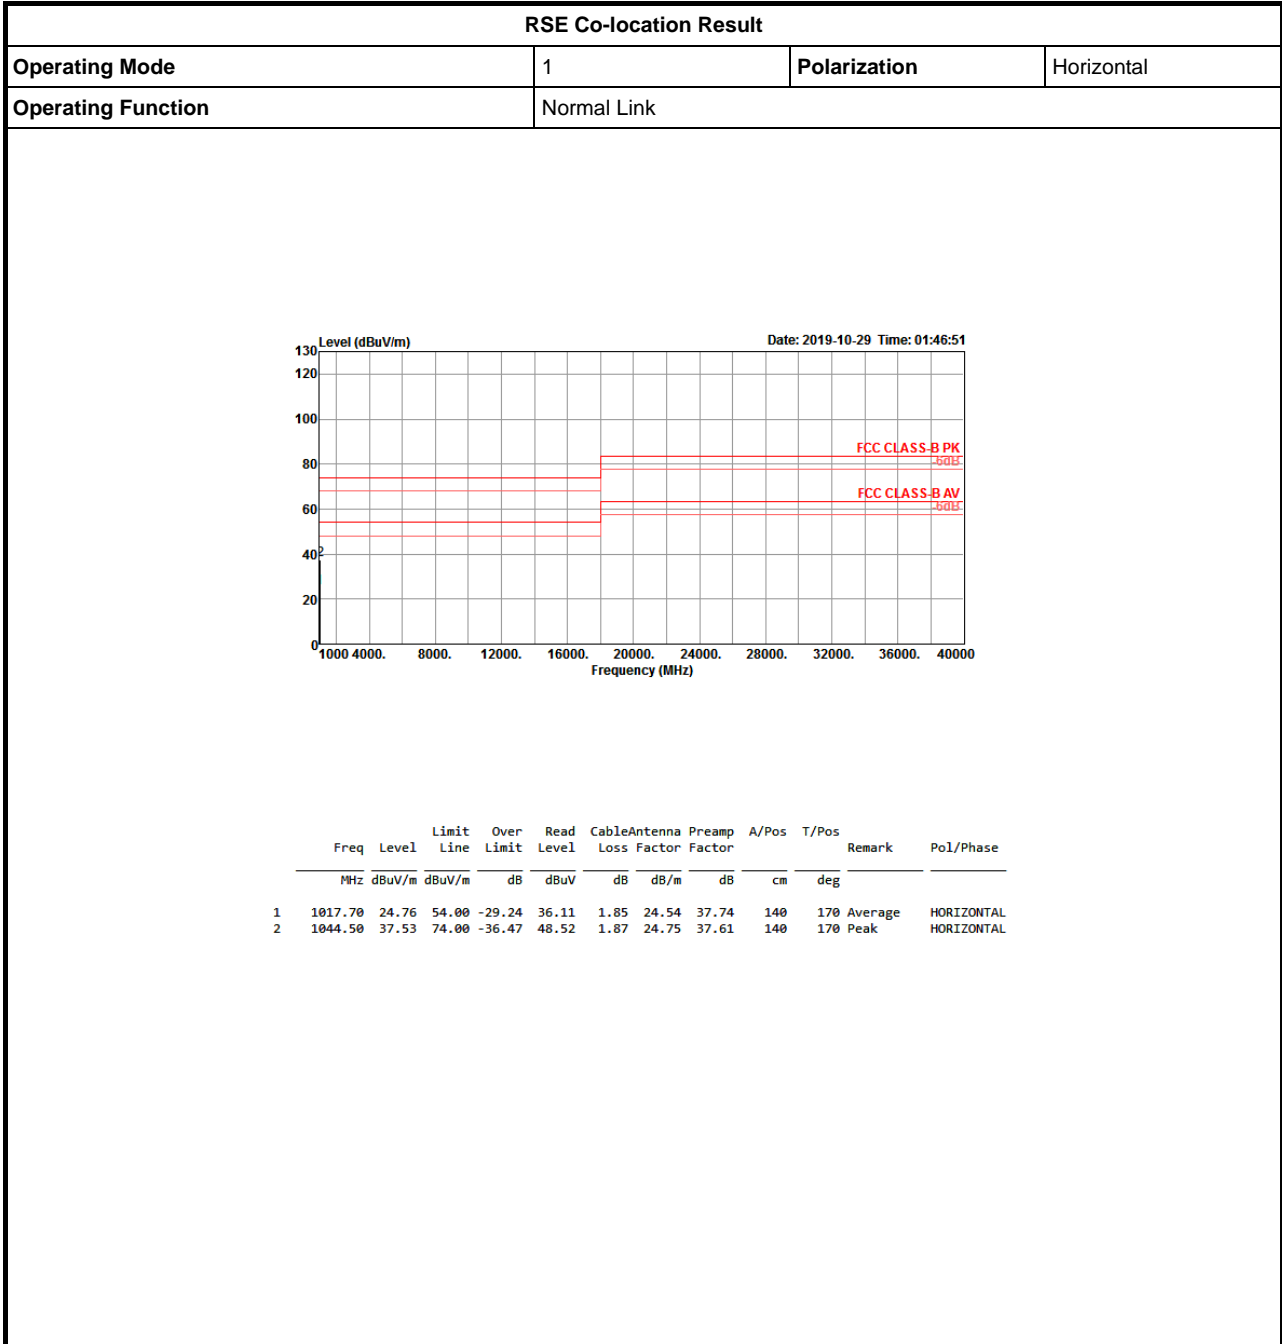 RSE Co-location Result
Operating Mode 1 Polarization Horizontal
Operating Function Normal Link
Level (dBuV/m) Date: 2019-10-29 Time: 01:46:51
130
120
100
FCC CLASS-B PK
-6dB
80
FCC CLASS-B AV
-6dB
60
40
2
20
0
1000 4000. 8000. 12000. 16000. 20000. 24000. 28000. 32000. 36000. 40000
Frequency (MHz)
Limit Over Read CableAntenna Preamp A/Pos T/Pos
Freq Level Line Limit Level Loss Factor Factor Remark Pol/Phase
MHz dBuV/m dBuV/m dB dBuV dB dB/m dB cm deg
1 1017.70 24.76 54.00 -29.24 36.11 1.85 24.54 37.74 140 170 Average HORIZONTAL
2 1044.50 37.53 74.00 -36.47 48.52 1.87 24.75 37.61 140 170 Peak HORIZONTAL